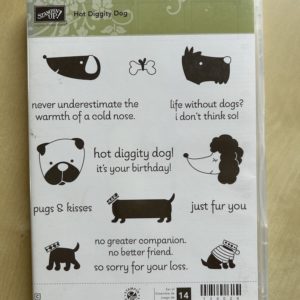 STAMPIN' UP!
Hot Diggity Dog
never underestimate the
warmth of a cold nose.
life without dogs?
i don't think so!
hot diggity dog!
it's your birthday!
pugs & kisses
just fur you
no greater companion.
no better friend.
so sorry for your loss.
14